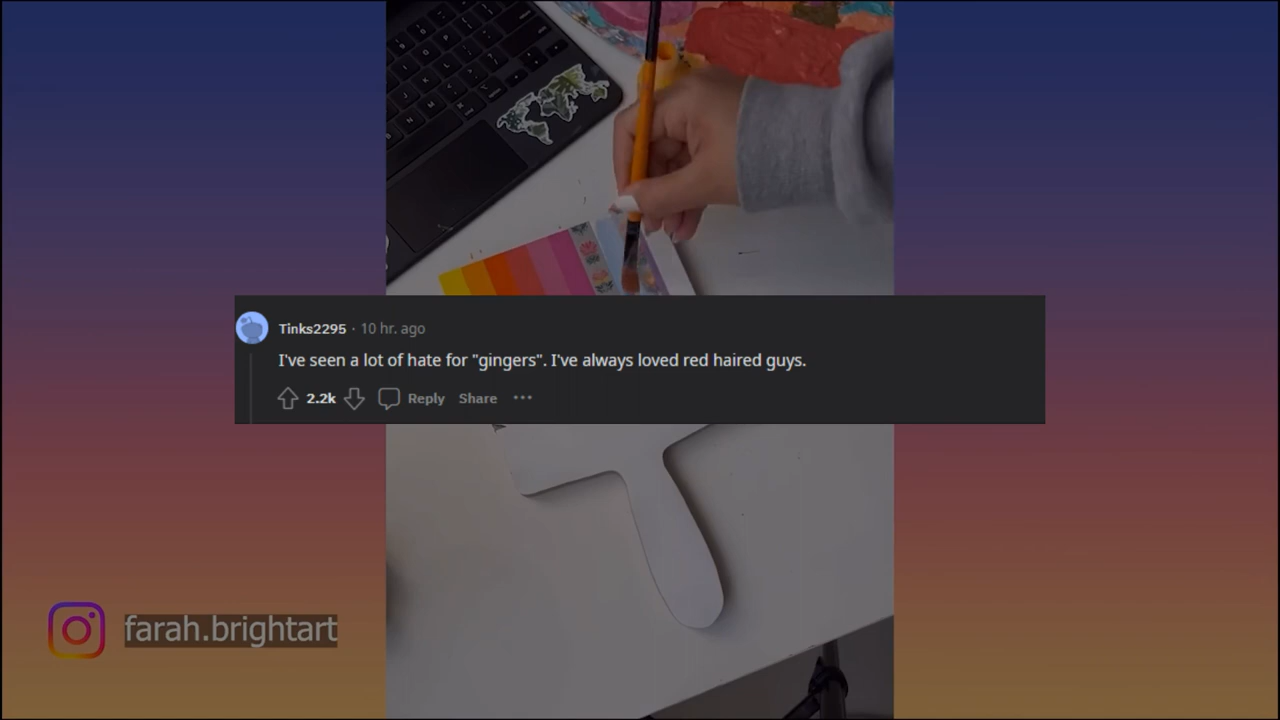 Tinks2295 · 10 hr. ago
I've seen a lot of hate for "gingers". I've always loved red haired guys.
2.2k Reply Share ···
farah.brightart